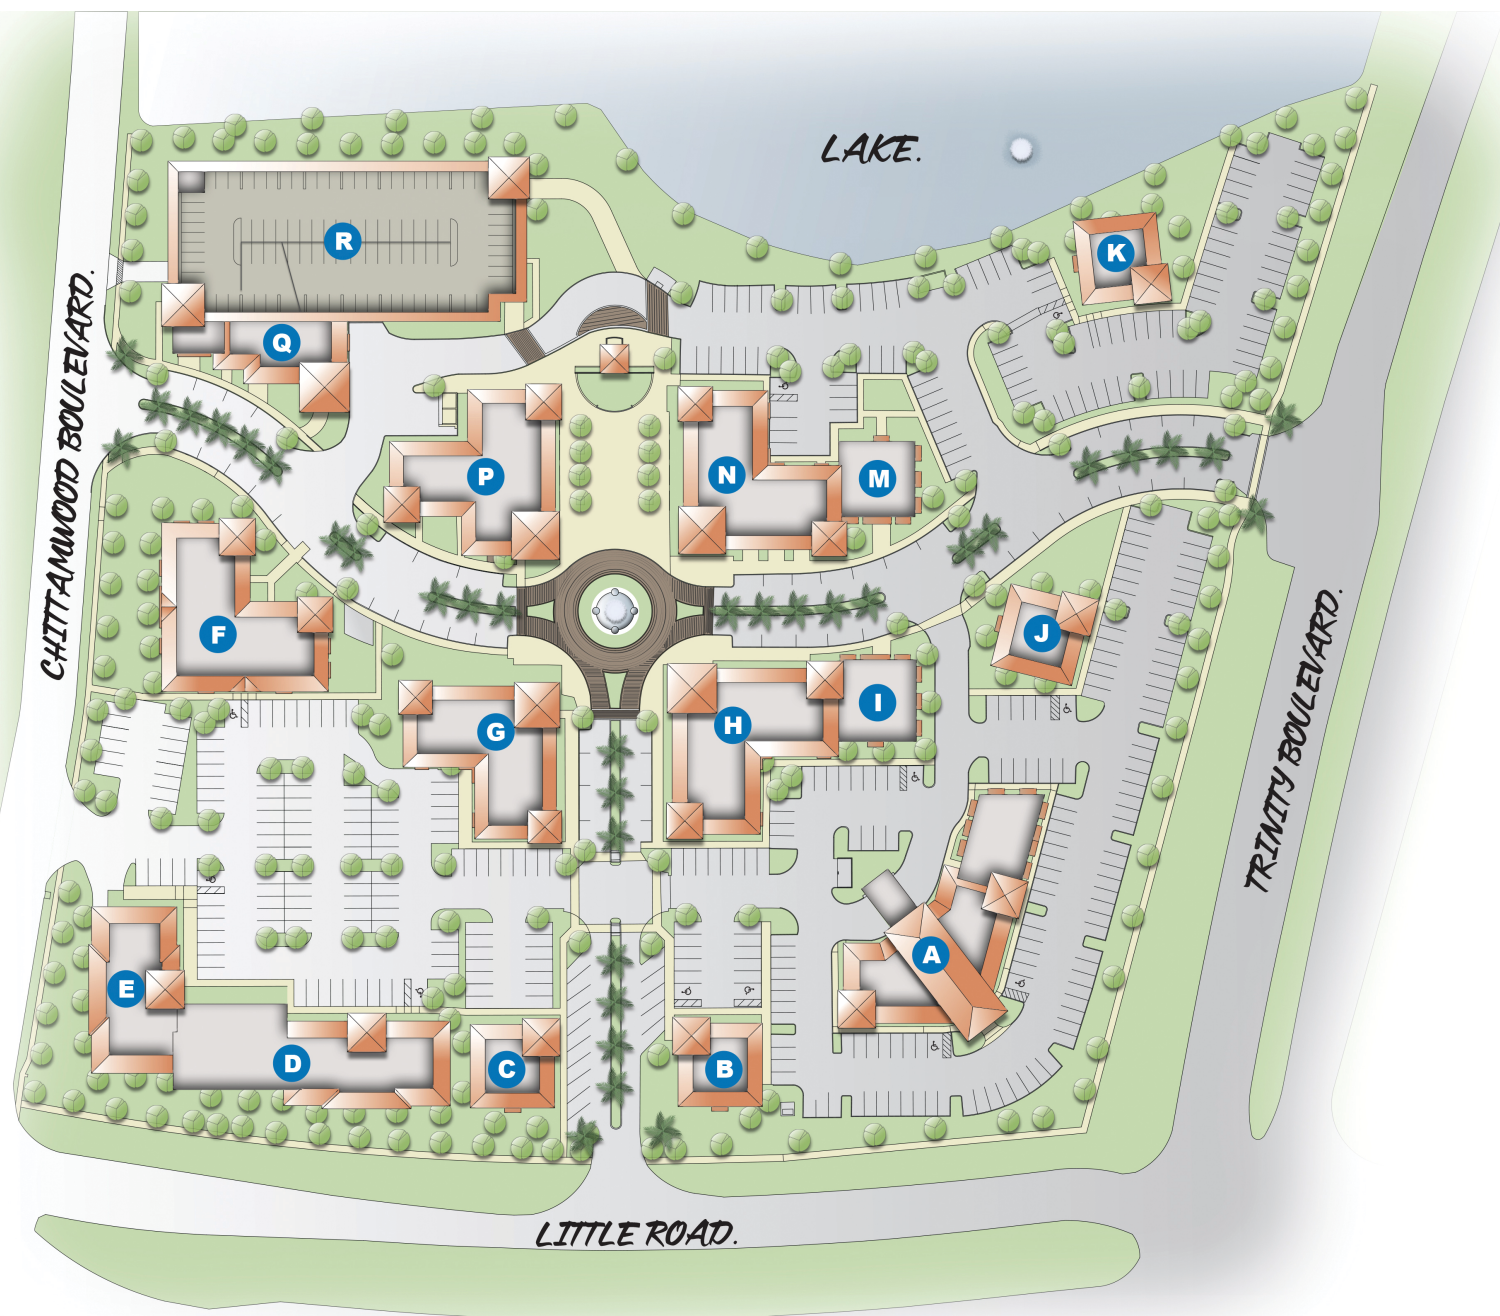 LAKE.
R
K
Q
CHITTAMWOOD BOULEVARD.
P
N
M
F
J
G
H
I
TRINITY BOULEVARD.
A
E
D
C
B
LITTLE ROAD.